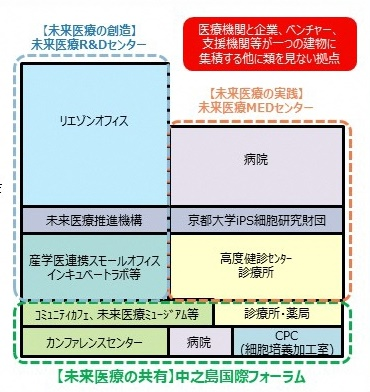 【未来医療の創造】
未来医療R&Dセンター
医療機関と企業、ベンチャー、
支援機関等が一つの建物に
集積する他に類を見ない拠点
【未来医療の実践】
未来医療MEDセンター
リエゾンオフィス
病院
未来医療推進機構
京都大学iPS細胞研究財団
産学医連携スモールオフィス
インキュベートラボ等
高度健診センター
診療所
コミュニティカフェ、未来医療ミュージアム等
診療所・薬局
カンファレンスセンター
病院
CPC
(細胞培養加工室)
【未来医療の共有】中之島国際フォーラム